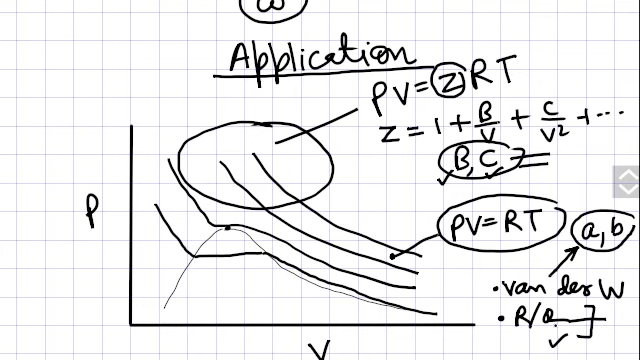 ω
Application
PV=ZRT
Z=1+B/V+C/V²+...
B,C
PV=RT
a,b
P
• van der W
• R/
V